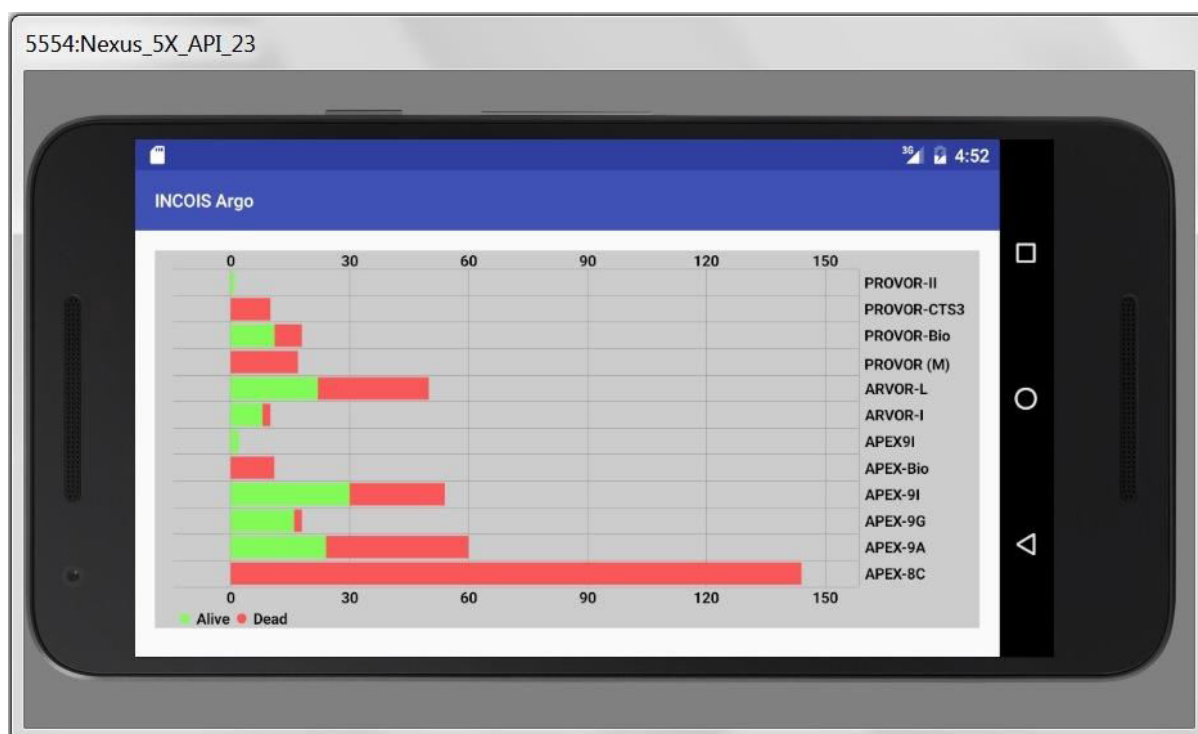 5554:Nexus_5X_API_23
3G 4:52
INCOIS Argo
0 30 60 90 120 150
PROVOR-II
PROVOR-CTS3
PROVOR-Bio
PROVOR (M)
ARVOR-L
ARVOR-I
APEX9I
APEX-Bio
APEX-9I
APEX-9G
APEX-9A
APEX-8C
0 30 60 90 120 150
Alive Dead